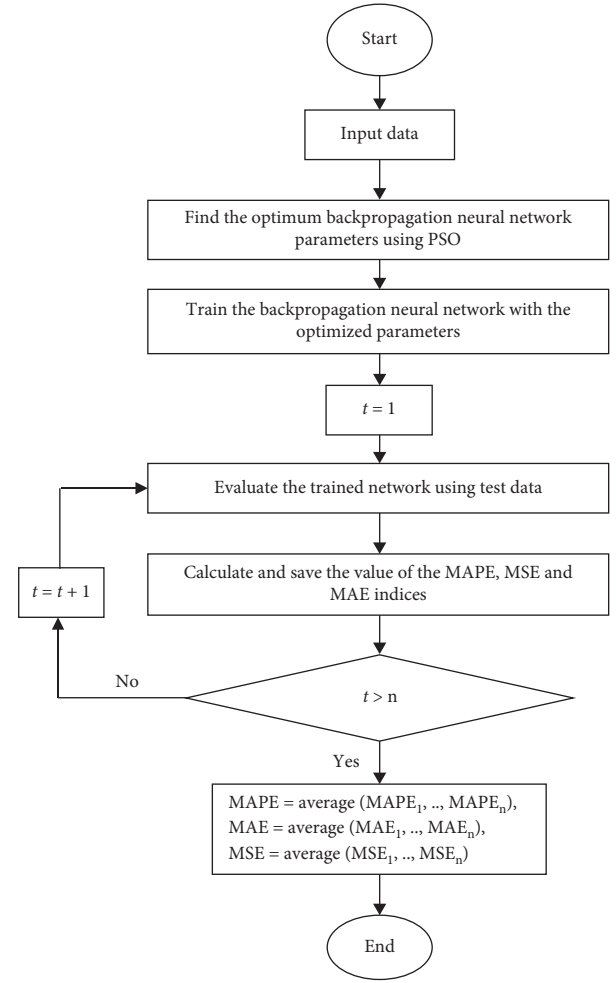 Start
Input data
Find the optimum backpropagation neural network
parameters using PSO
Train the backpropagation neural network with the
optimized parameters
t = 1
Evaluate the trained network using test data
Calculate and save the value of the MAPE, MSE and
MAE indices
t = t + 1
No
t > n
Yes
MAPE = average (MAPE₁, .., MAPEₙ),
MAE = average (MAE₁, .., MAEₙ),
MSE = average (MSE₁, .., MSEₙ)
End